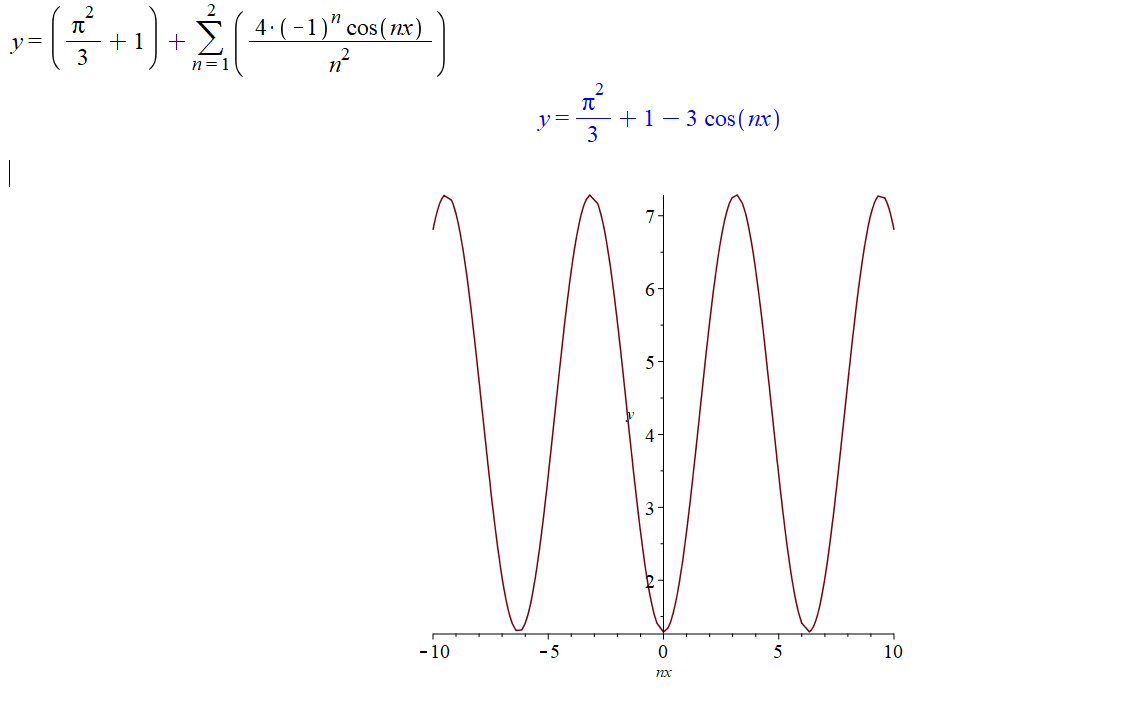 y = (π²/3 + 1) + ∑_{n=1}^{2} (4·(−1)ⁿ cos(nx) / n²)
y = π²/3 + 1 − 3 cos(nx)
7
6
5
y
4
3
2
−10 −5 0 5 10
nx